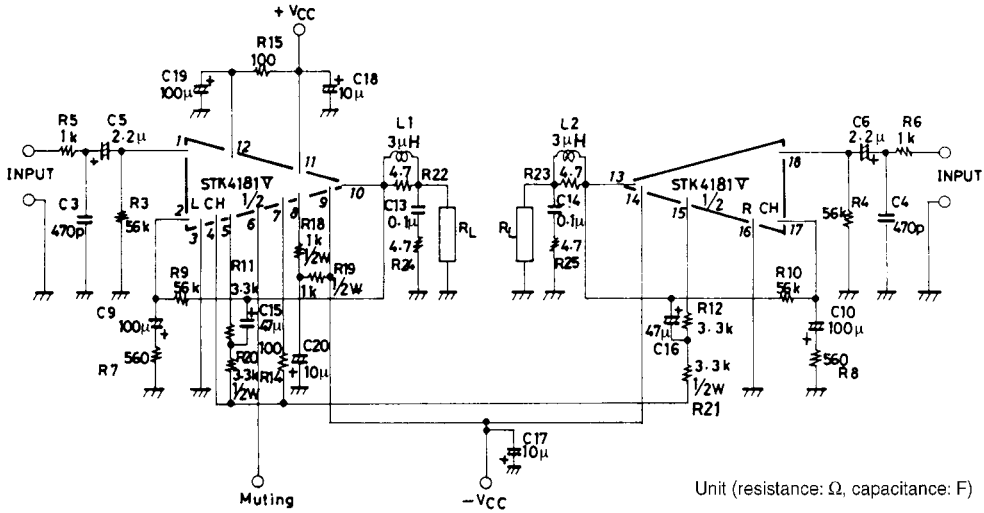 + VCC
R15
100
C19
100μ
+
+
C18
10μ
R5
1k
C5
2.2μ
+
1
12
11
L1
3μH
4.7
R22
L2
3μH
R23
4.7
13
18
C6
2.2μ
+
R6
1k
INPUT
STK4181V
1/2
L CH
2
3
4
5
6
7
8
9
10
C13
0.1μ
C14
0.1μ
14
STK4181V
1/2
15
R CH
16
17
INPUT
C3
470p
R3
56k
R18
1k
1/2W
R19
1k
1/2W
4.7
R24
RL
RL
4.7
R25
56k
R4
C4
470p
R9
56k
R11
3.3k
C9
100μ
+
C15
47μ
+
R7
560
R20
3.3k
1/2W
100
R14
C20
10μ
+
+
47μ
C16
R12
3.3k
3.3k
1/2W
R21
R10
56k
C10
100μ
+
560
R8
C17
10μ
+
Muting
−VCC
Unit (resistance: Ω, capacitance: F)